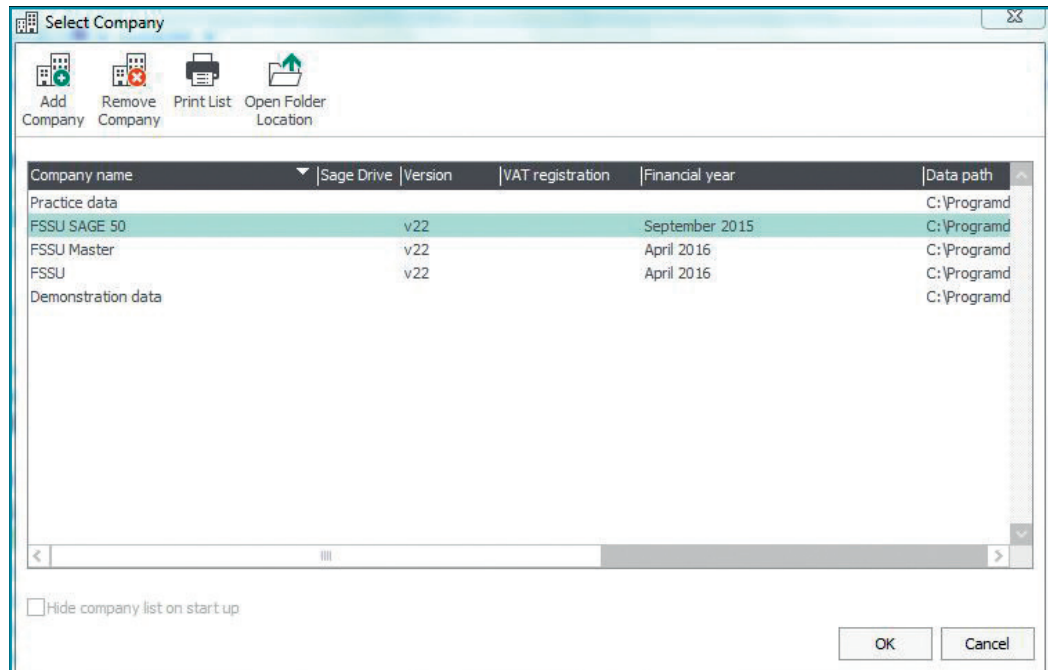 Select Company
Add Company
Remove Company
Print List
Open Folder Location
Company name Sage Drive Version VAT registration Financial year Data path
Practice data C:\Programd
FSSU SAGE 50 v22 September 2015 C:\Programd
FSSU Master v22 April 2016 C:\Programd
FSSU v22 April 2016 C:\Programd
Demonstration data C:\Programd
Hide company list on start up
OK Cancel